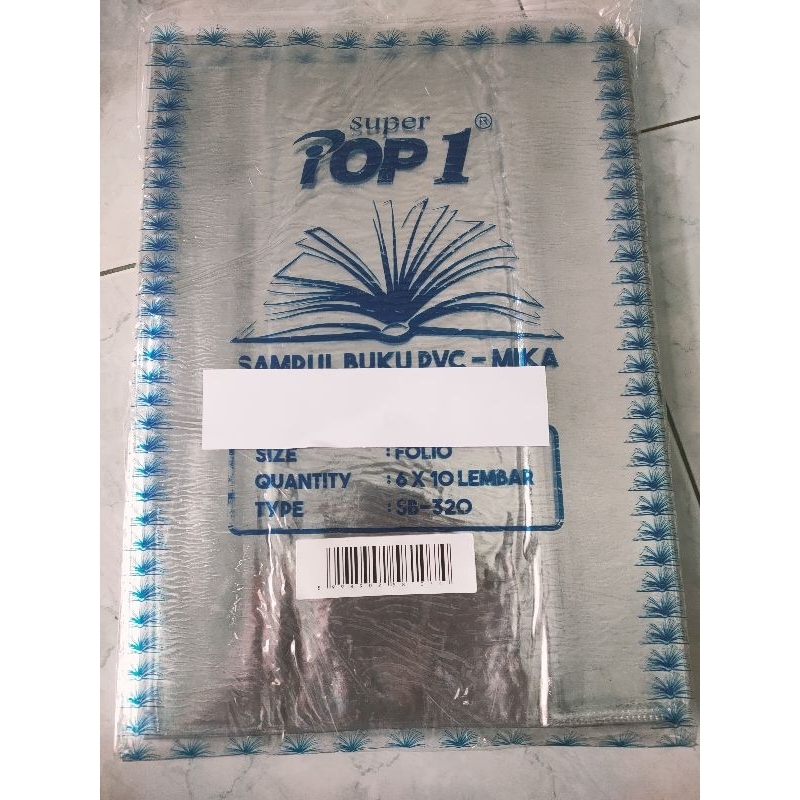 super
TOP 1 ®
SAMPUL BUKU PVC - MIKA
SIZE : FOLIO
QUANTITY : 6 X 10 LEMBAR
TYPE : SB-320